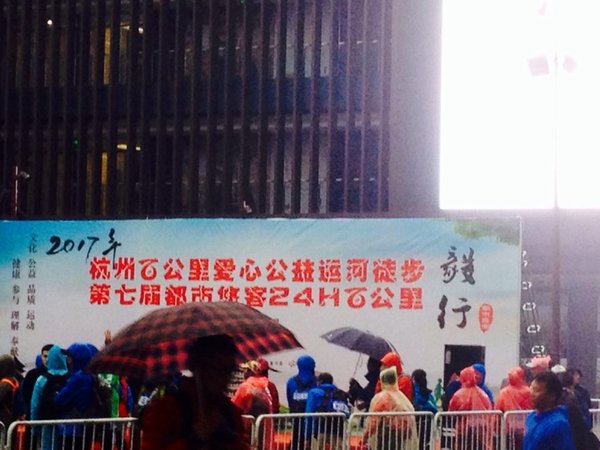 2017年
杭州百公里爱心公益运河徒步
第七届都市悠客24H百公里
毅行
文化 公益 品质 运动
健康 参与 理解 奉献